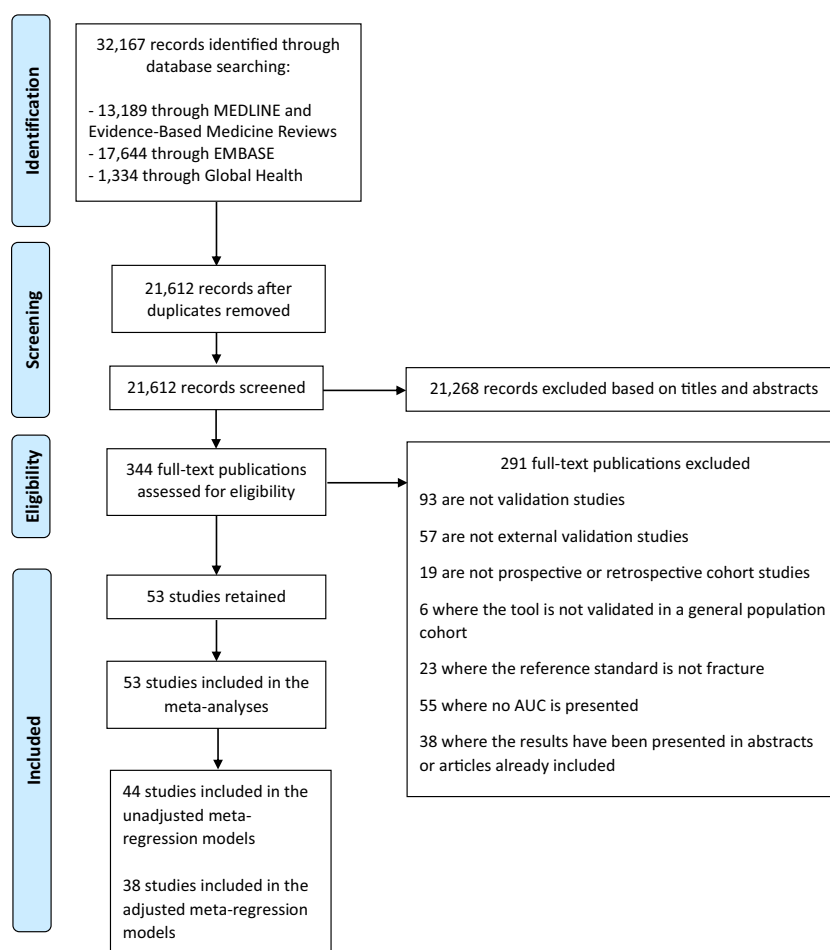 Identification
32,167 records identified through
database searching:
- 13,189 through MEDLINE and
Evidence-Based Medicine Reviews
- 17,644 through EMBASE
- 1,334 through Global Health
Screening
21,612 records after
duplicates removed
21,612 records screened
21,268 records excluded based on titles and abstracts
Eligibility
344 full-text publications
assessed for eligibility
291 full-text publications excluded
93 are not validation studies
57 are not external validation studies
19 are not prospective or retrospective cohort studies
6 where the tool is not validated in a general population
cohort
23 where the reference standard is not fracture
55 where no AUC is presented
38 where the results have been presented in abstracts
or articles already included
Included
53 studies retained
53 studies included in the
meta-analyses
44 studies included in the
unadjusted meta-
regression models
38 studies included in the
adjusted meta-regression
models